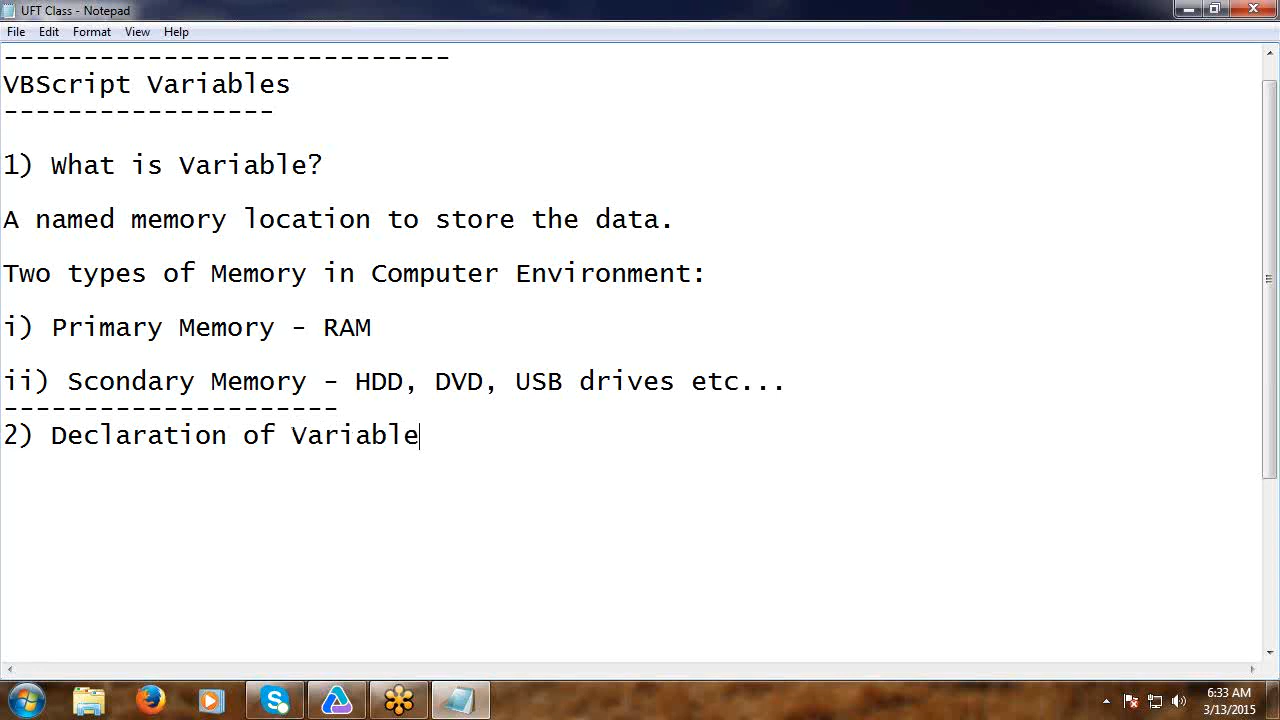 UFT Class - Notepad
File Edit Format View Help
----------------------------
VBScript Variables
-----------------
1) What is Variable?
A named memory location to store the data.
Two types of Memory in Computer Environment:
i) Primary Memory - RAM
ii) Scondary Memory - HDD, DVD, USB drives etc...
---------------------
2) Declaration of Variable
6:33 AM
3/13/2015